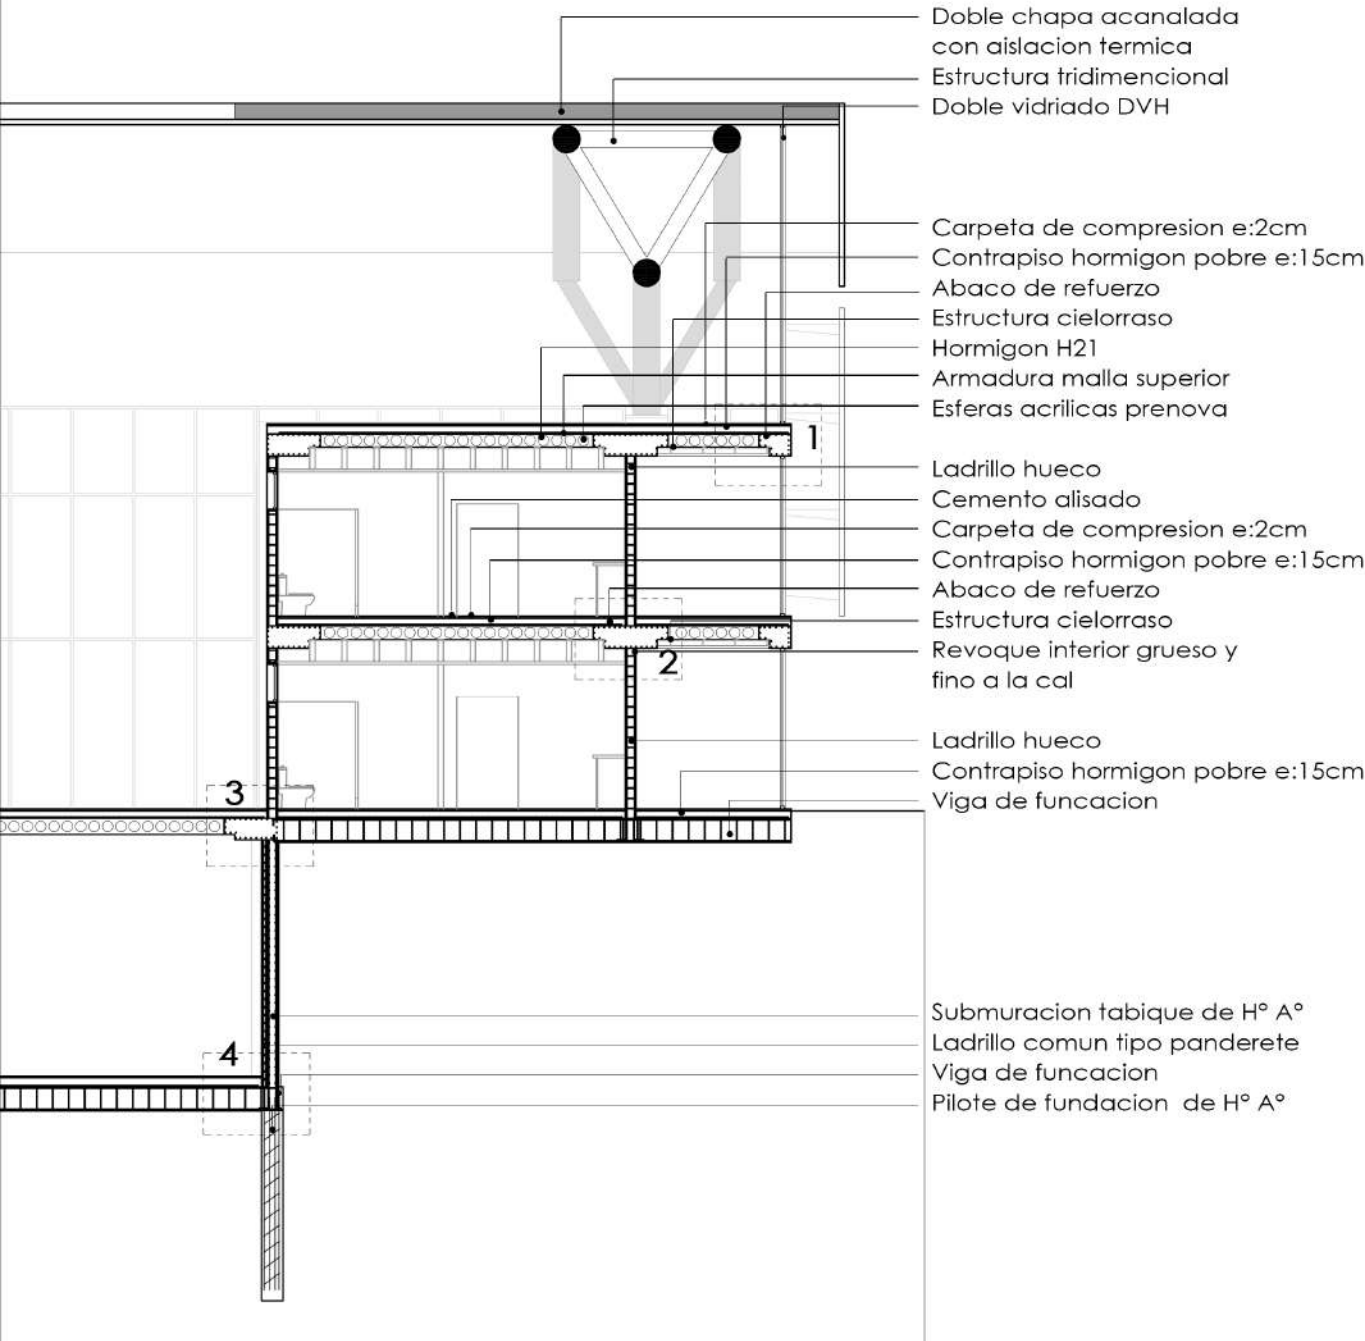 Doble chapa acanalada
con aislacion termica
Estructura tridimencional
Doble vidriado DVH
Carpeta de compresion e:2cm
Contrapiso hormigon pobre e:15cm
Abaco de refuerzo
Estructura cielorraso
Hormigon H21
Armadura malla superior
Esferas acrilicas prenova
1
Ladrillo hueco
Cemento alisado
Carpeta de compresion e:2cm
Contrapiso hormigon pobre e:15cm
Abaco de refuerzo
Estructura cielorraso
Revoque interior grueso y
fino a la cal
2
Ladrillo hueco
Contrapiso hormigon pobre e:15cm
Viga de funcacion
3
Submuracion tabique de Hº Aº
Ladrillo comun tipo panderete
Viga de funcacion
Pilote de fundacion de Hº Aº
4